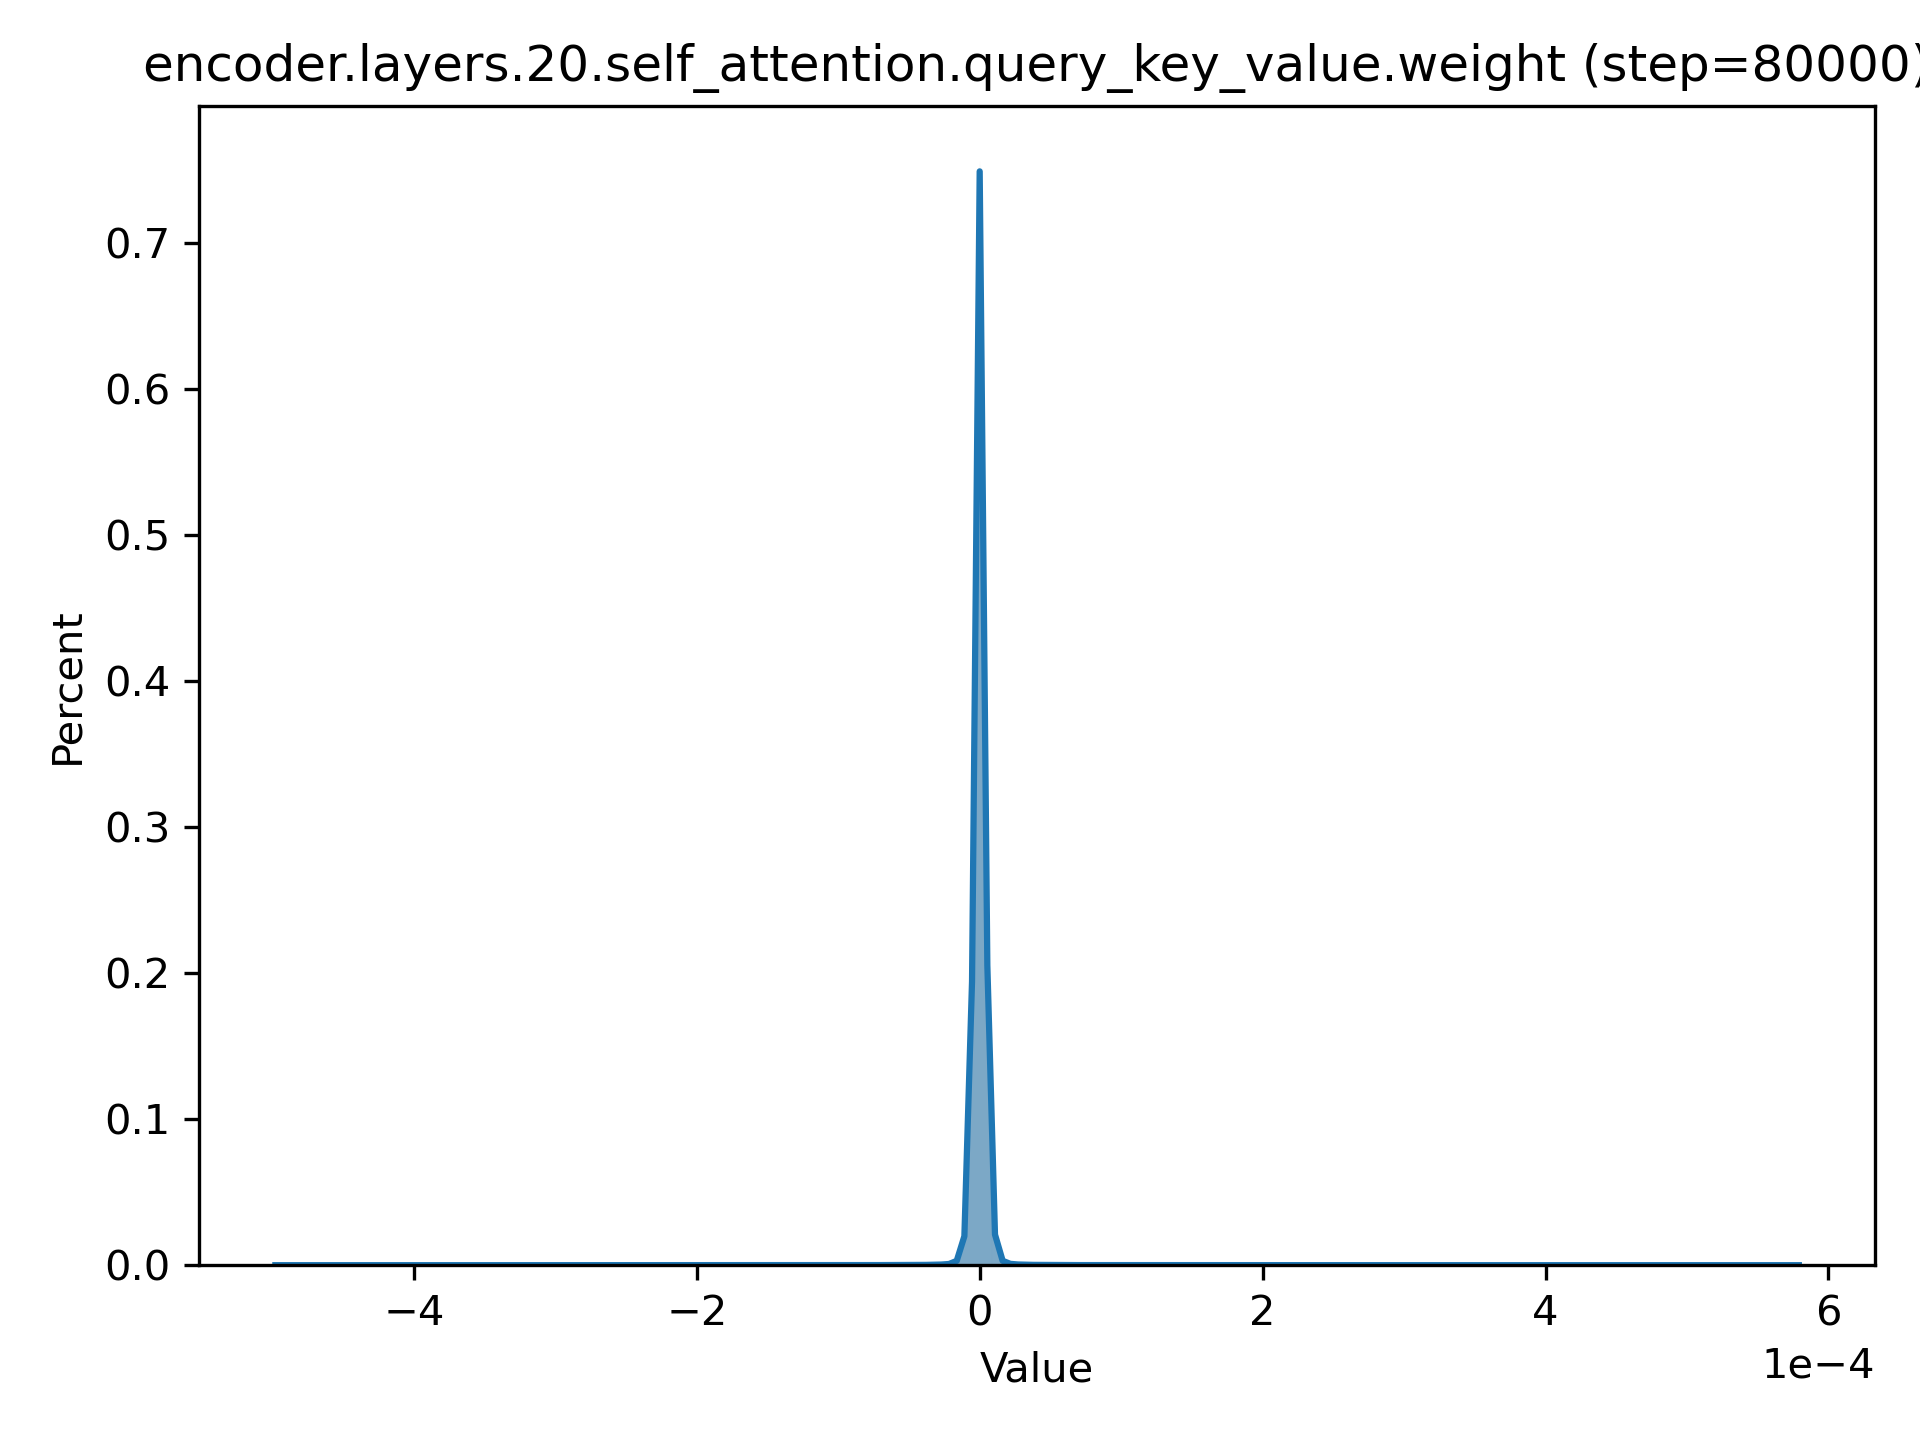 encoder.layers.20.self_attention.query_key_value.weight (step=80000)
0.7
0.6
0.5
0.4
0.3
0.2
0.1
0.0
Percent
−4 −2 0 2 4 6
1e−4
Value